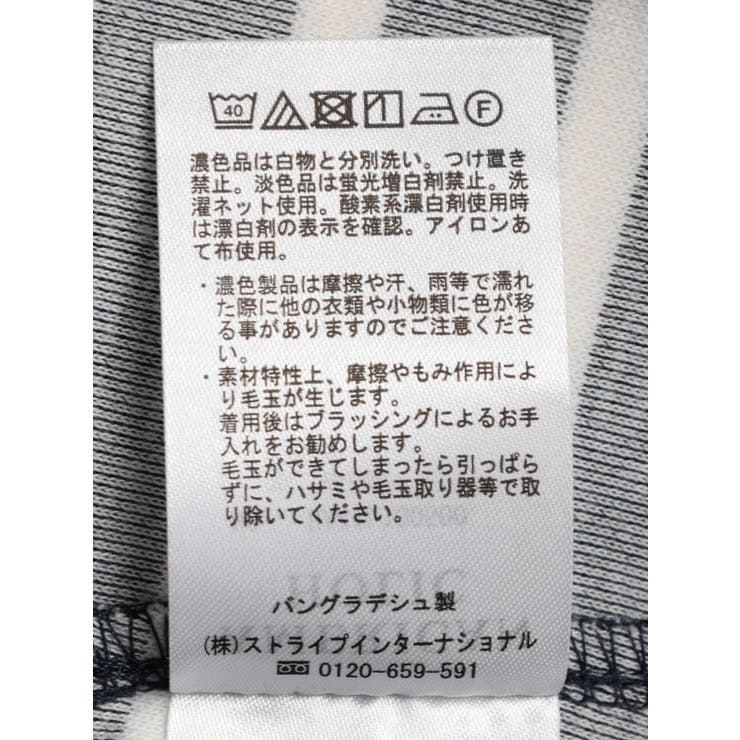 40 F
濃色品は白物と分別洗い。つけ置き
禁止。淡色品は蛍光増白剤禁止。洗
濯ネット使用。酸素系漂白剤使用時
は漂白剤の表示を確認。アイロンあ
て布使用。
・濃色製品は摩擦や汗、雨等で濡れ
た際に他の衣類や小物類に色が移
る事がありますのでご注意くださ
い。
・素材特性上、摩擦やもみ作用によ
り毛玉が生じます。
着用後はブラッシングによるお手
入れをお勧めします。
毛玉ができてしまったら引っぱら
ずに、ハサミや毛玉取り器等で取
り除いてください。
バングラデシュ製
(株)ストライプインターナショナル
0120-659-591